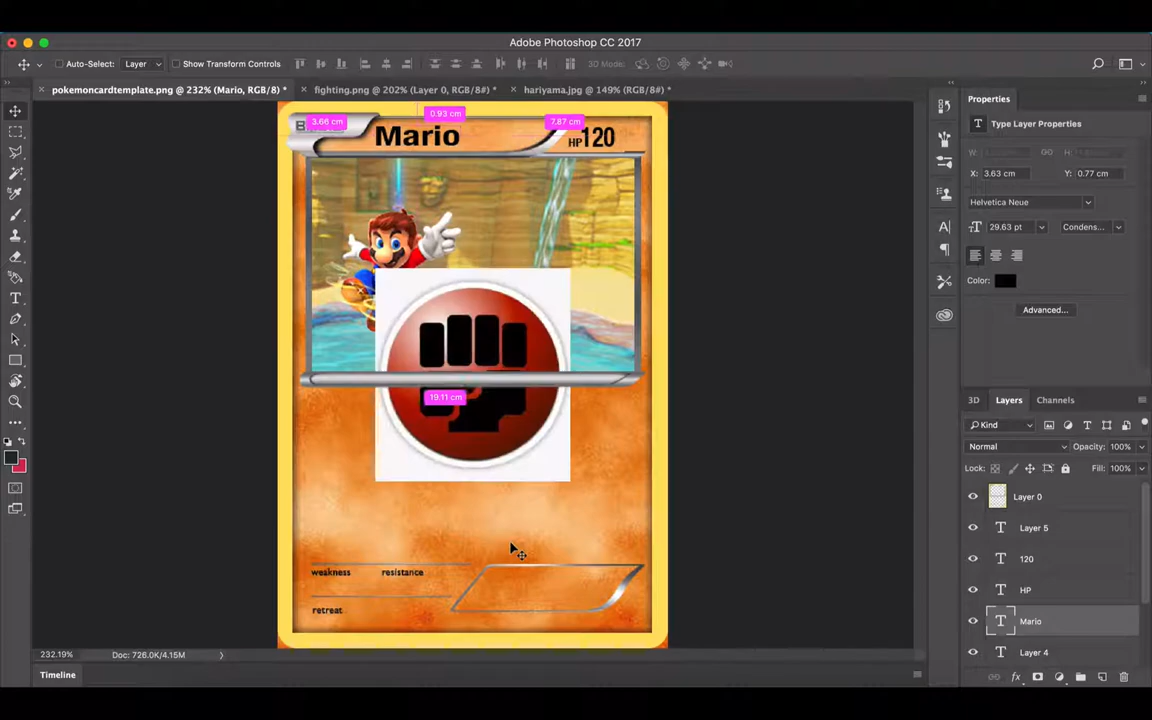 Adobe Photoshop CC 2017
Auto-Select: Layer Show Transform Controls 3D Mode:
pokemoncardtemplate.png @ 232% (Mario, RGB/8) * fighting.png @ 202% (Layer 0, RGB/8#) * hariyama.jpg @ 149% (RGB/8#) *
3.66 cm
0.93 cm
7.87 cm
Mario
HP120
19.11 cm
weakness resistance
retreat
232.19% Doc: 726.0K/4.15M
Timeline
Properties
Type Layer Properties
W: H:
X: 3.63 cm Y: 0.77 cm
Helvetica Neue
29.63 pt Condens...
Color:
Advanced...
3D Layers Channels
Kind
Normal Opacity: 100%
Lock: Fill: 100%
Layer 0
Layer 5
120
HP
Mario
Layer 4